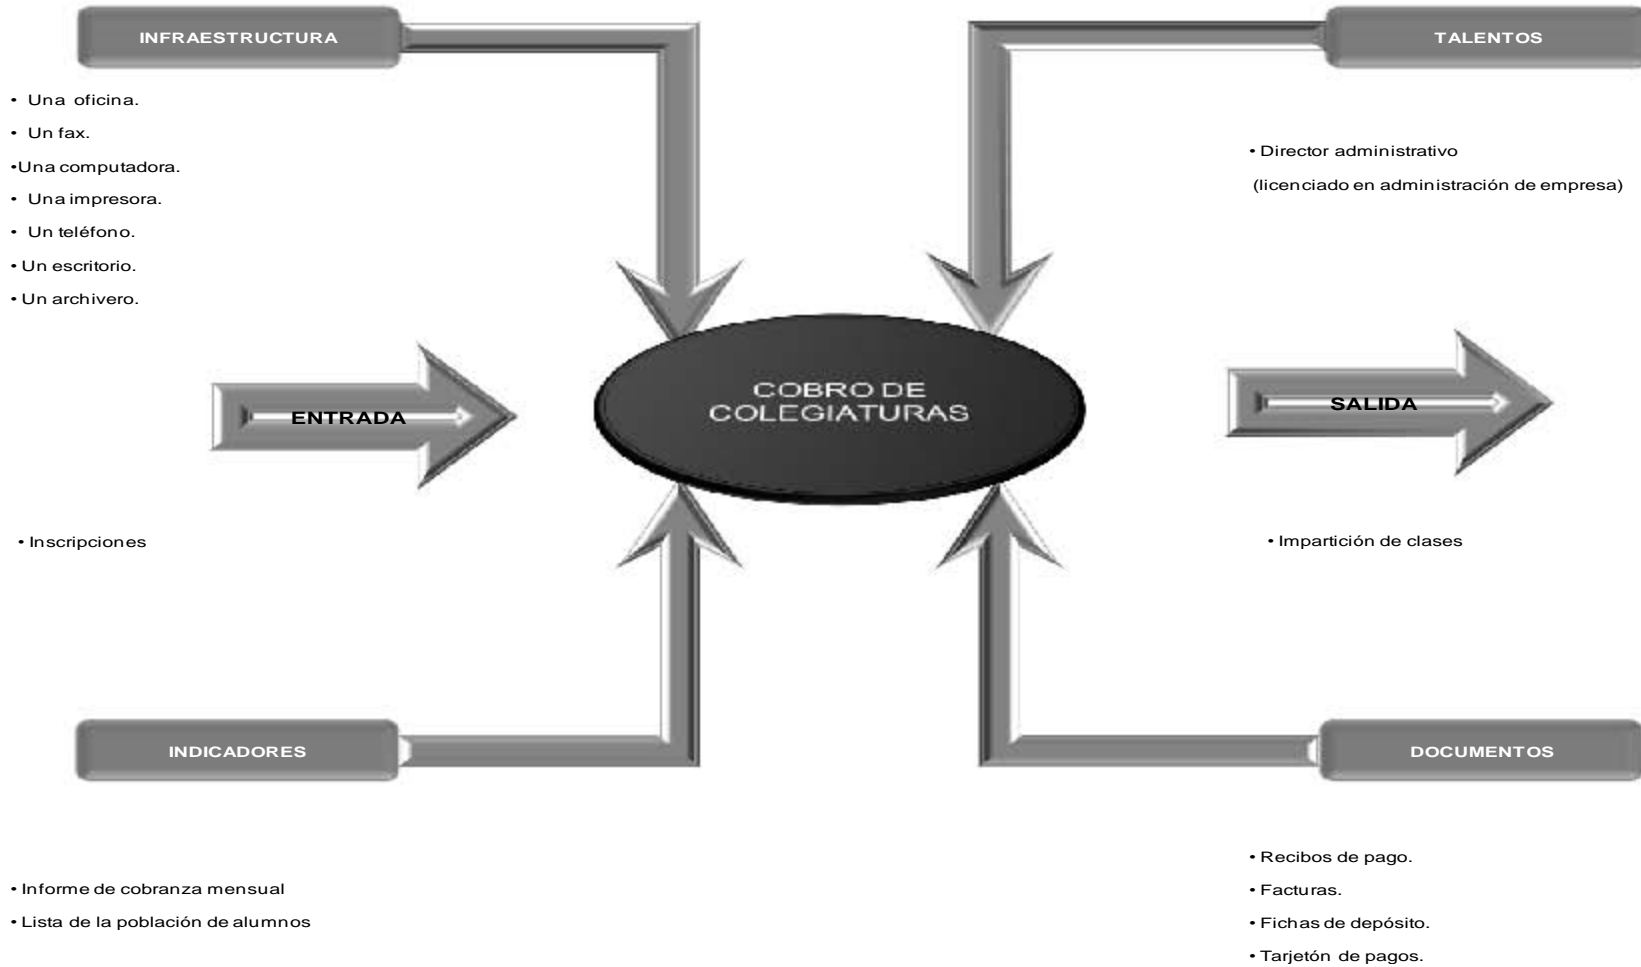 INFRAESTRUCTURA
TALENTOS
• Una oficina.
• Un fax.
•Una computadora.
• Una impresora.
• Un teléfono.
• Un escritorio.
• Un archivero.
• Director administrativo
(licenciado en administración de empresa)
ENTRADA
COBRO DE
COLEGIATURAS
SALIDA
• Inscripciones
• Impartición de clases
INDICADORES
DOCUMENTOS
• Informe de cobranza mensual
• Lista de la población de alumnos
• Recibos de pago.
• Facturas.
• Fichas de depósito.
• Tarjetón de pagos.